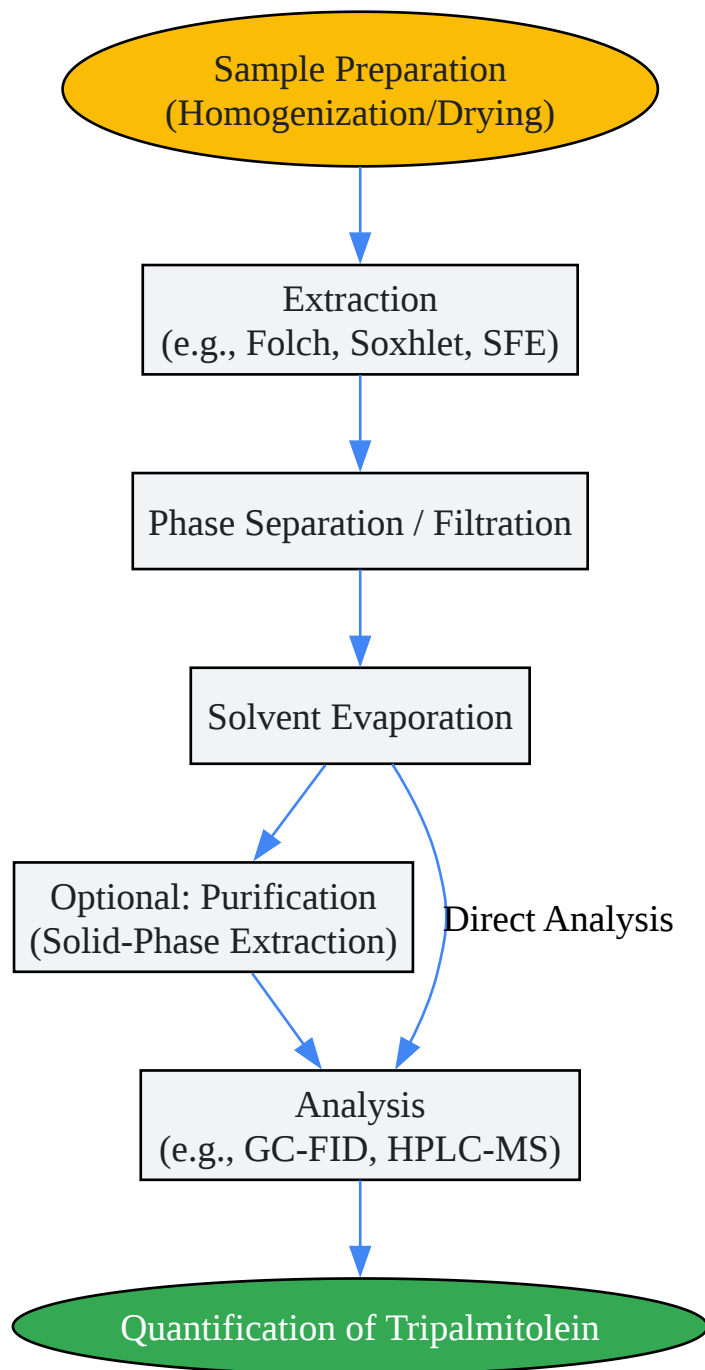 Sample Preparation
(Homogenization/Drying)
Extraction
(e.g., Folch, Soxhlet, SFE)
Phase Separation / Filtration
Solvent Evaporation
Optional: Purification
(Solid-Phase Extraction)
Direct Analysis
Analysis
(e.g., GC-FID, HPLC-MS)
Quantification of Tripalmitolein